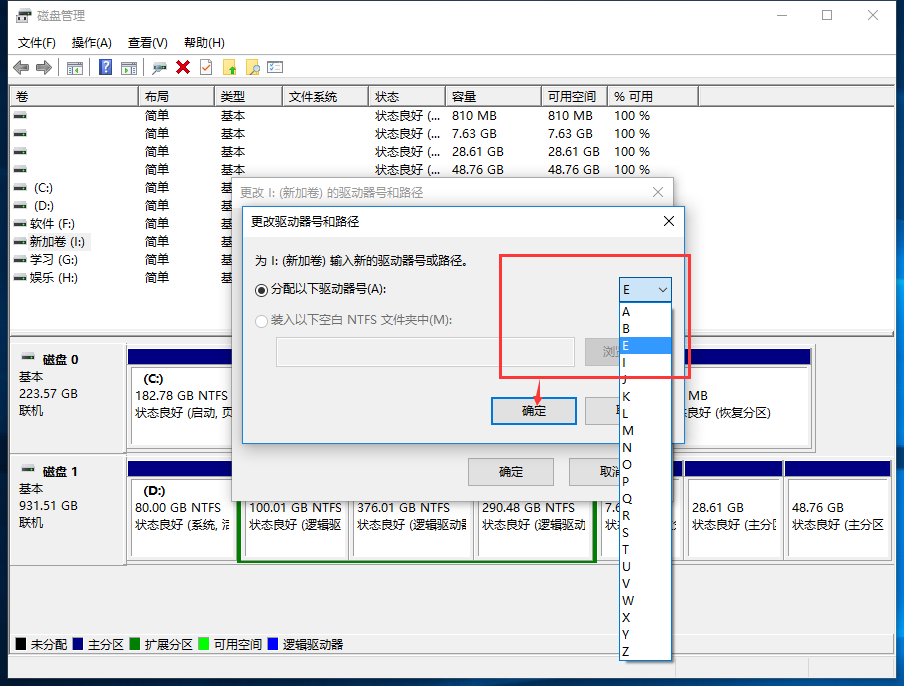 磁盘管理
文件(F) 操作(A) 查看(V) 帮助(H)
卷 布局 类型 文件系统 状态 容量 可用空间 % 可用
简单 基本 状态良好 (... 810 MB 810 MB 100 %
简单 基本 状态良好 (... 7.63 GB 7.63 GB 100 %
简单 基本 状态良好 (... 28.61 GB 28.61 GB 100 %
简单 基本 状态良好 (... 48.76 GB 48.76 GB 100 %
(C:) 简单
(D:) 简单
软件 (F:) 简单
新加卷 (I:) 简单
学习 (G:) 简单
娱乐 (H:) 简单
更改 I: (新加卷) 的驱动器号和路径
更改驱动器号和路径
为 I: (新加卷) 输入新的驱动器号或路径。
分配以下驱动器号(A):
E
装入以下空白 NTFS 文件夹中(M):
浏
确定
确定 取消
A
B
E
I
J
K
L
M
N
O
P
Q
R
S
T
U
V
W
X
Y
Z
磁盘 0
基本
223.57 GB
联机
(C:)
182.78 GB NTFS
状态良好 (启动, 页
MB
良好 (恢复分区)
磁盘 1
基本
931.51 GB
联机
(D:)
80.00 GB NTFS
状态良好 (系统, 活
100.01 GB NTFS
状态良好 (逻辑驱
376.01 GB NTFS
状态良好 (逻辑驱动器
290.48 GB NTFS
状态良好 (逻辑驱动
7.6
状态
28.61 GB
状态良好 (主分区
48.76 GB
状态良好 (主分区
未分配 主分区 扩展分区 可用空间 逻辑驱动器